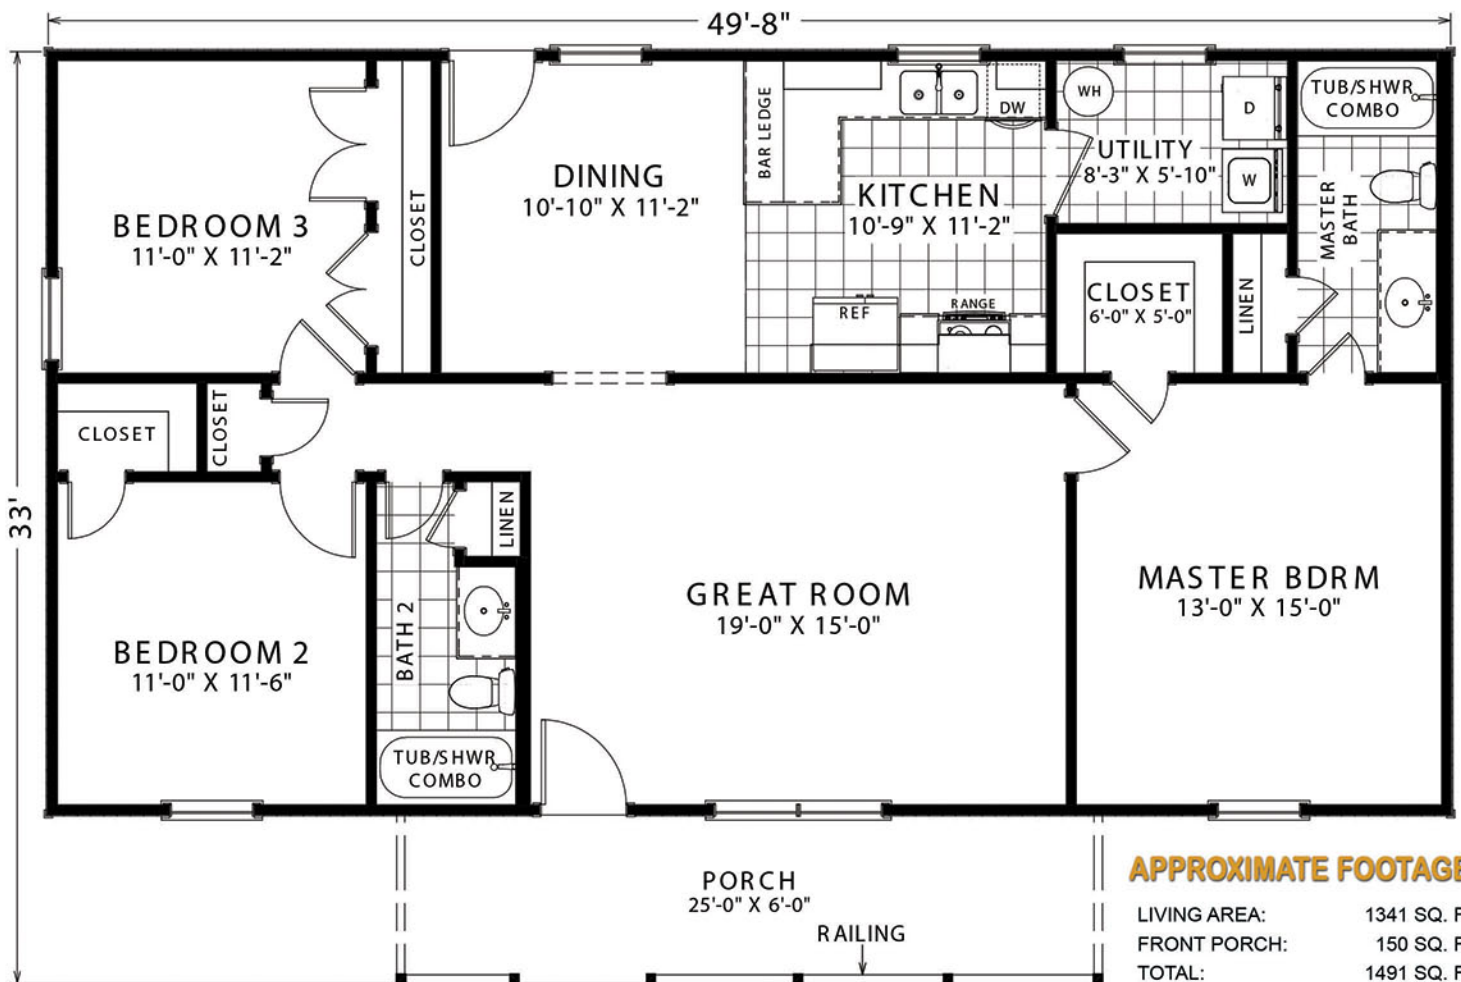 49'-8"
33'
BEDROOM 3
11'-0" X 11'-2"
CLOSET
DINING
10'-10" X 11'-2"
BAR LEDGE
DW
KITCHEN
10'-9" X 11'-2"
REF
RANGE
WH
UTILITY
8'-3" X 5'-10"
D
W
TUB/SHWR
COMBO
MASTER
BATH
CLOSET
6'-0" X 5'-0"
LINEN
CLOSET
CLOSET
BEDROOM 2
11'-0" X 11'-6"
LINEN
BATH 2
TUB/SHWR
COMBO
GREAT ROOM
19'-0" X 15'-0"
MASTER BDRM
13'-0" X 15'-0"
PORCH
25'-0" X 6'-0"
RAILING
APPROXIMATE FOOTAGE
LIVING AREA: 1341 SQ. F
FRONT PORCH: 150 SQ. F
TOTAL: 1491 SQ. F